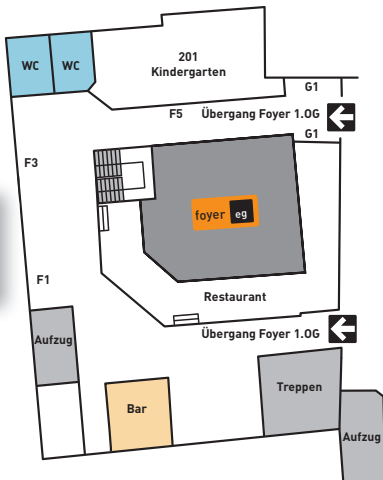 WC
WC
201
Kindergarten
G1
F5
Übergang Foyer 1.OG
G1
F3
foyer eg
F1
Restaurant
Aufzug
Übergang Foyer 1.OG
Bar
Treppen
Aufzug